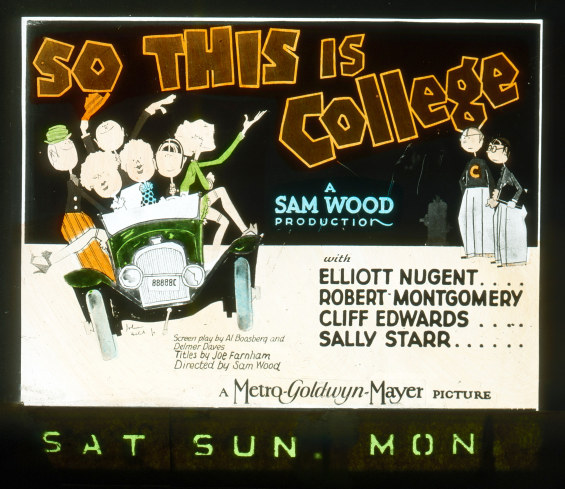 SO THIS IS
COllege
A
SAM WOOD
PRODUCTION
C
with
ELLIOTT NUGENT....
ROBERT MONTGOMERY
CLIFF EDWARDS ....
SALLY STARR......
88888C
Screen play by Al Boasberg and
Delmer Daves
Titles by Joe Farnham
Directed by Sam Wood
A Metro-Goldwyn-Mayer PICTURE
SAT SUN. MON